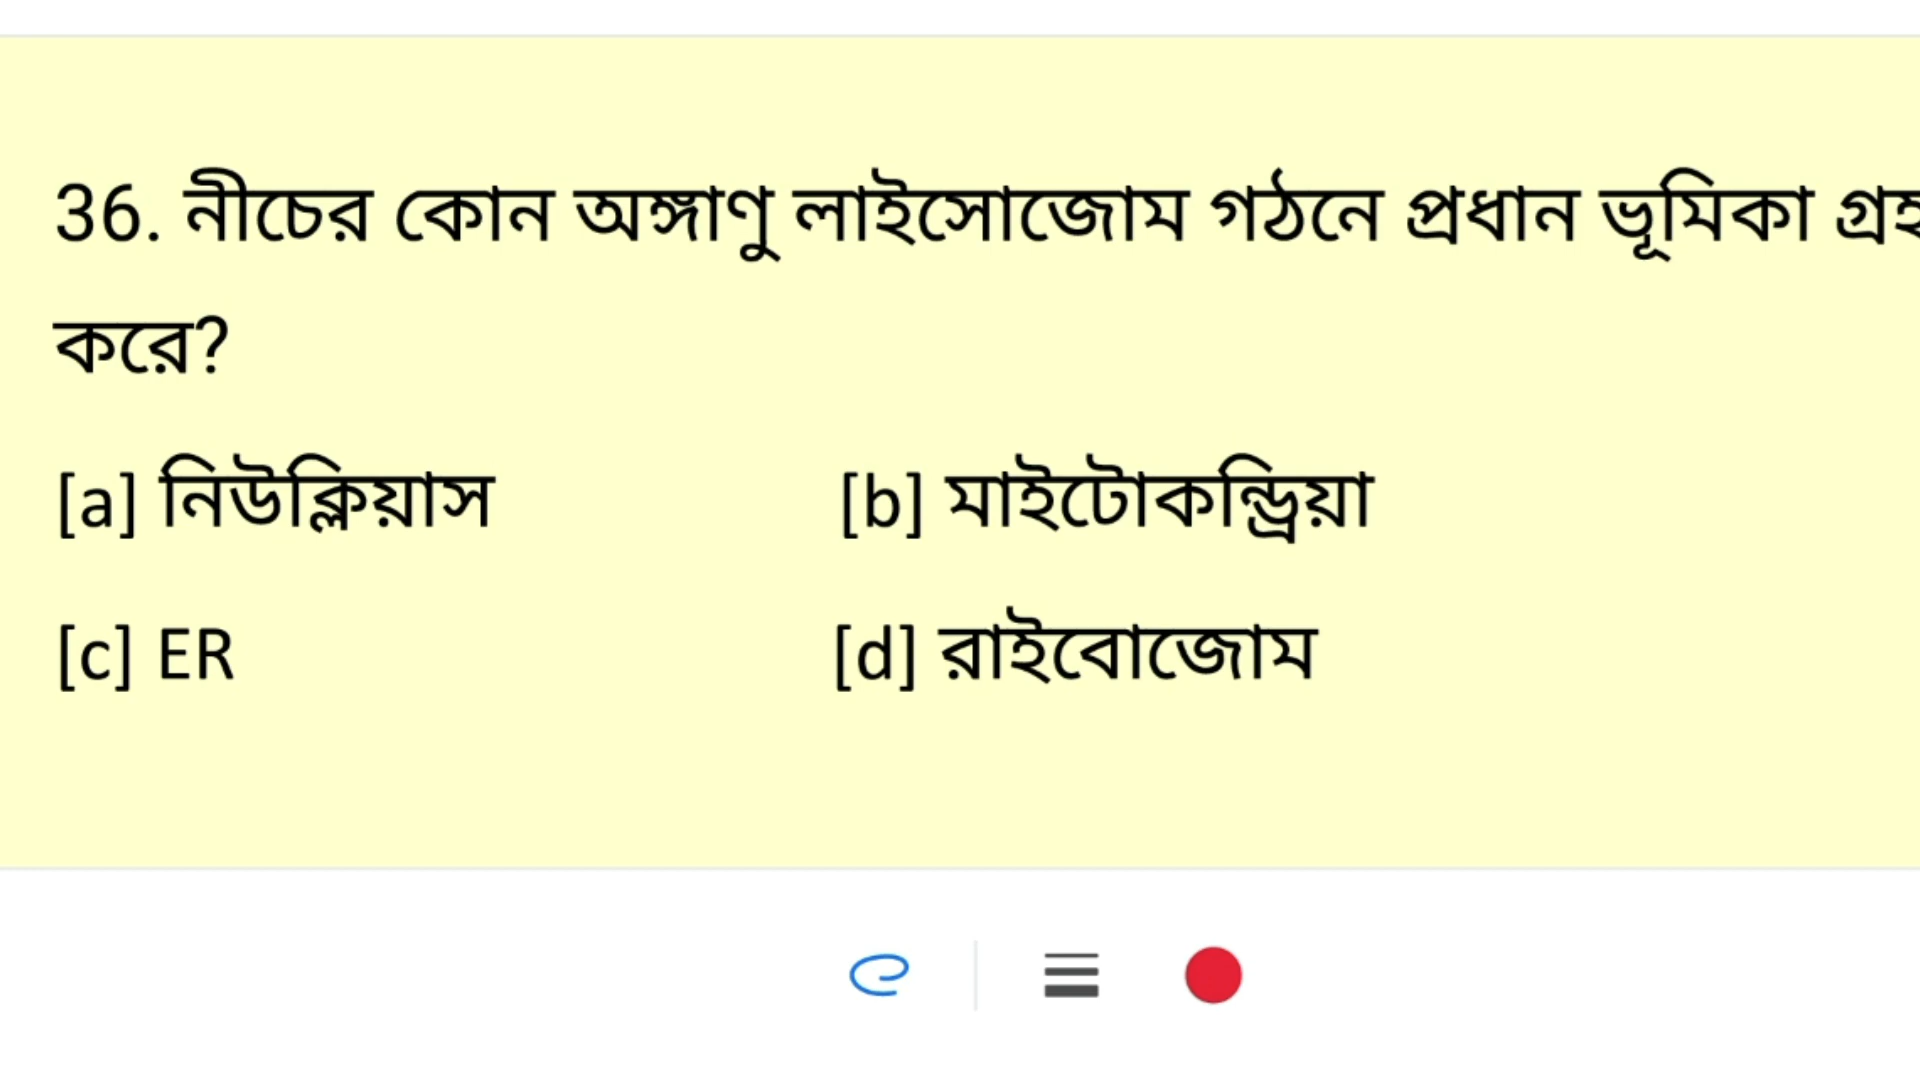 36. নীচের কোন অঙ্গাণু লাইসোজোম গঠনে প্রধান ভূমিকা
করে?
[a] নিউক্লিয়াস [b] মাইটোকন্ড্রিয়া
[c] ER [d] রাইবোজোম